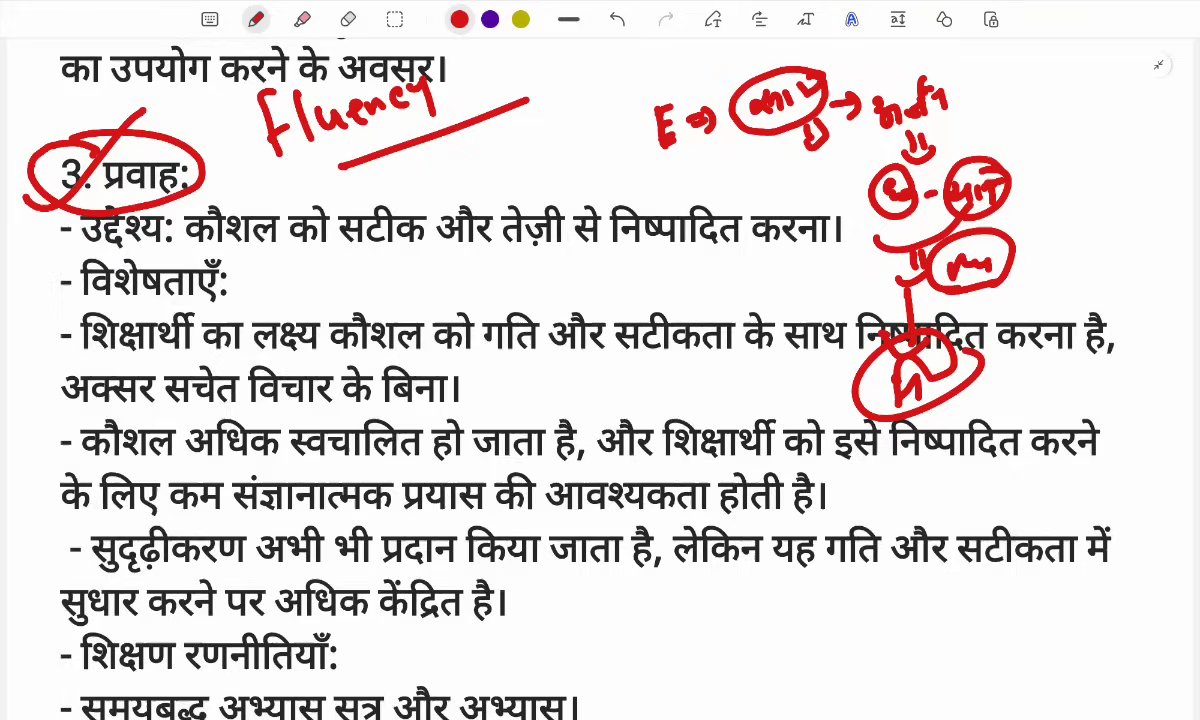 का उपयोग करने के अवसर।
Fluency
E ⇒
3. प्रवाह:
- उद्देश्य: कौशल को सटीक और तेज़ी से निष्पादित करना।
- विशेषताएँ:
- शिक्षार्थी का लक्ष्य कौशल को गति और सटीकता के साथ निष्पादित करना है,
अक्सर सचेत विचार के बिना।
- कौशल अधिक स्वचालित हो जाता है, और शिक्षार्थी को इसे निष्पादित करने
के लिए कम संज्ञानात्मक प्रयास की आवश्यकता होती है।
- सुदृढ़ीकरण अभी भी प्रदान किया जाता है, लेकिन यह गति और सटीकता में
सुधार करने पर अधिक केंद्रित है।
- शिक्षण रणनीतियाँ:
- समयबद्ध अभ्यास सत्र और अभ्यास।